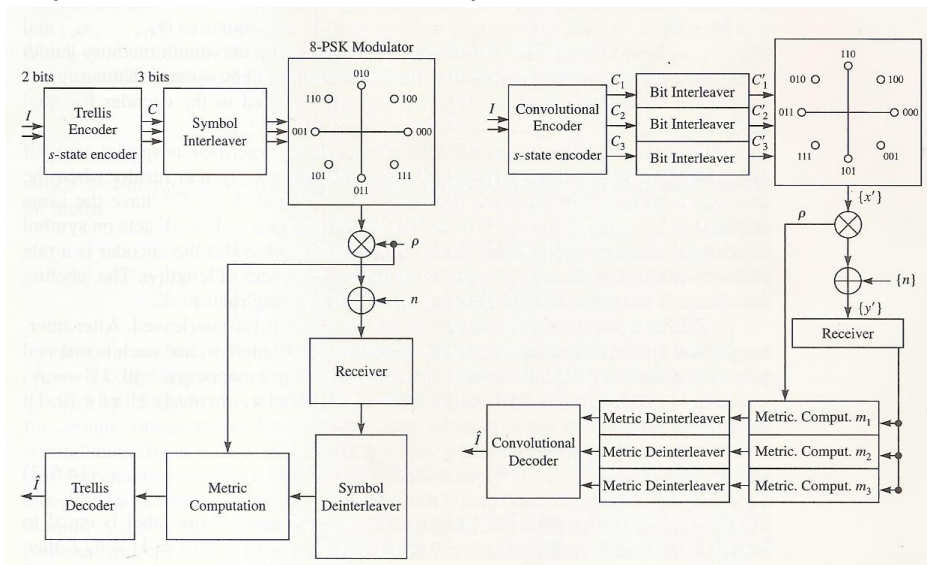 8-PSK Modulator
2 bits
3 bits
I
Trellis
Encoder
s-state encoder
C
Symbol
Interleaver
010
110
100
001
000
101
111
011
ρ
n
Receiver
Symbol
Deinterleaver
Metric
Computation
Trellis
Decoder
Î
I
Convolutional
Encoder
s-state encoder
C1
C2
C3
Bit Interleaver
Bit Interleaver
Bit Interleaver
C′1
C′2
C′3
110
010
100
011
000
111
001
101
{x′}
ρ
{n}
{y′}
Receiver
Metric. Comput. m1
Metric. Comput. m2
Metric. Comput. m3
Metric Deinterleaver
Metric Deinterleaver
Metric Deinterleaver
Convolutional
Decoder
Î